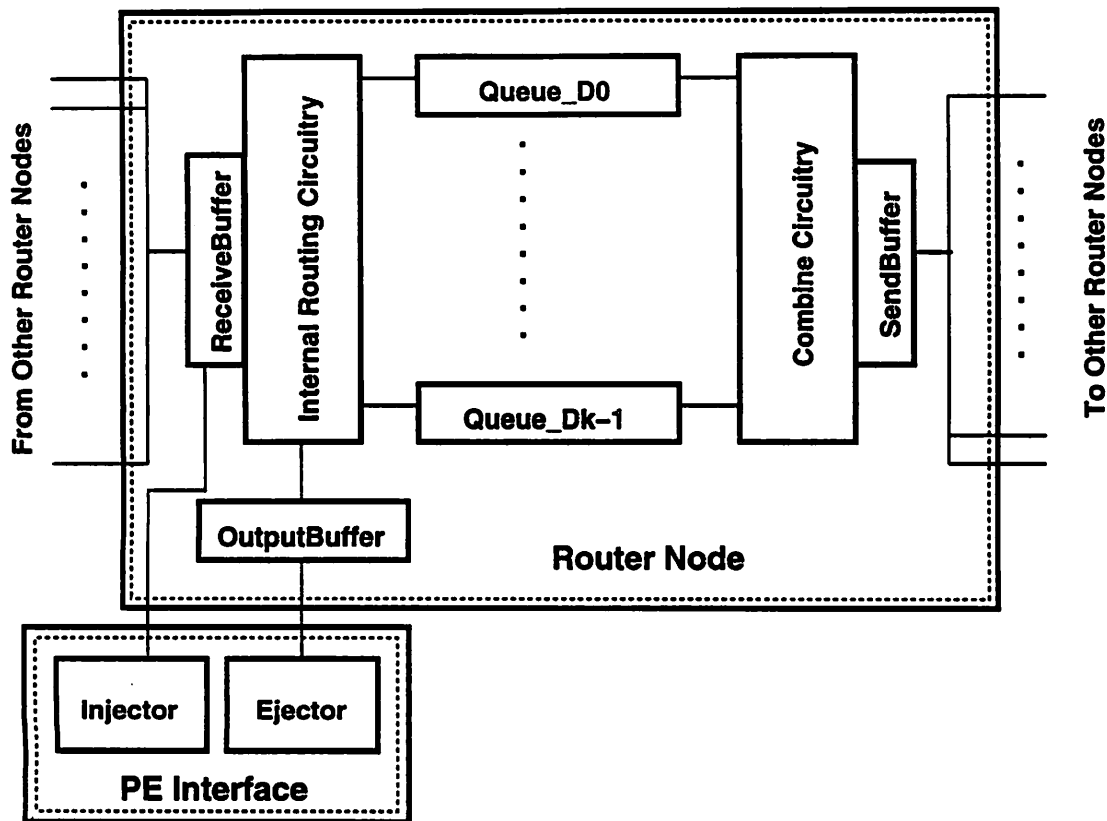 From Other Router Nodes
ReceiveBuffer
Internal Routing Circuitry
Queue_D0
Queue_Dk-1
Combine Circuitry
SendBuffer
To Other Router Nodes
OutputBuffer
Router Node
Injector
Ejector
PE Interface